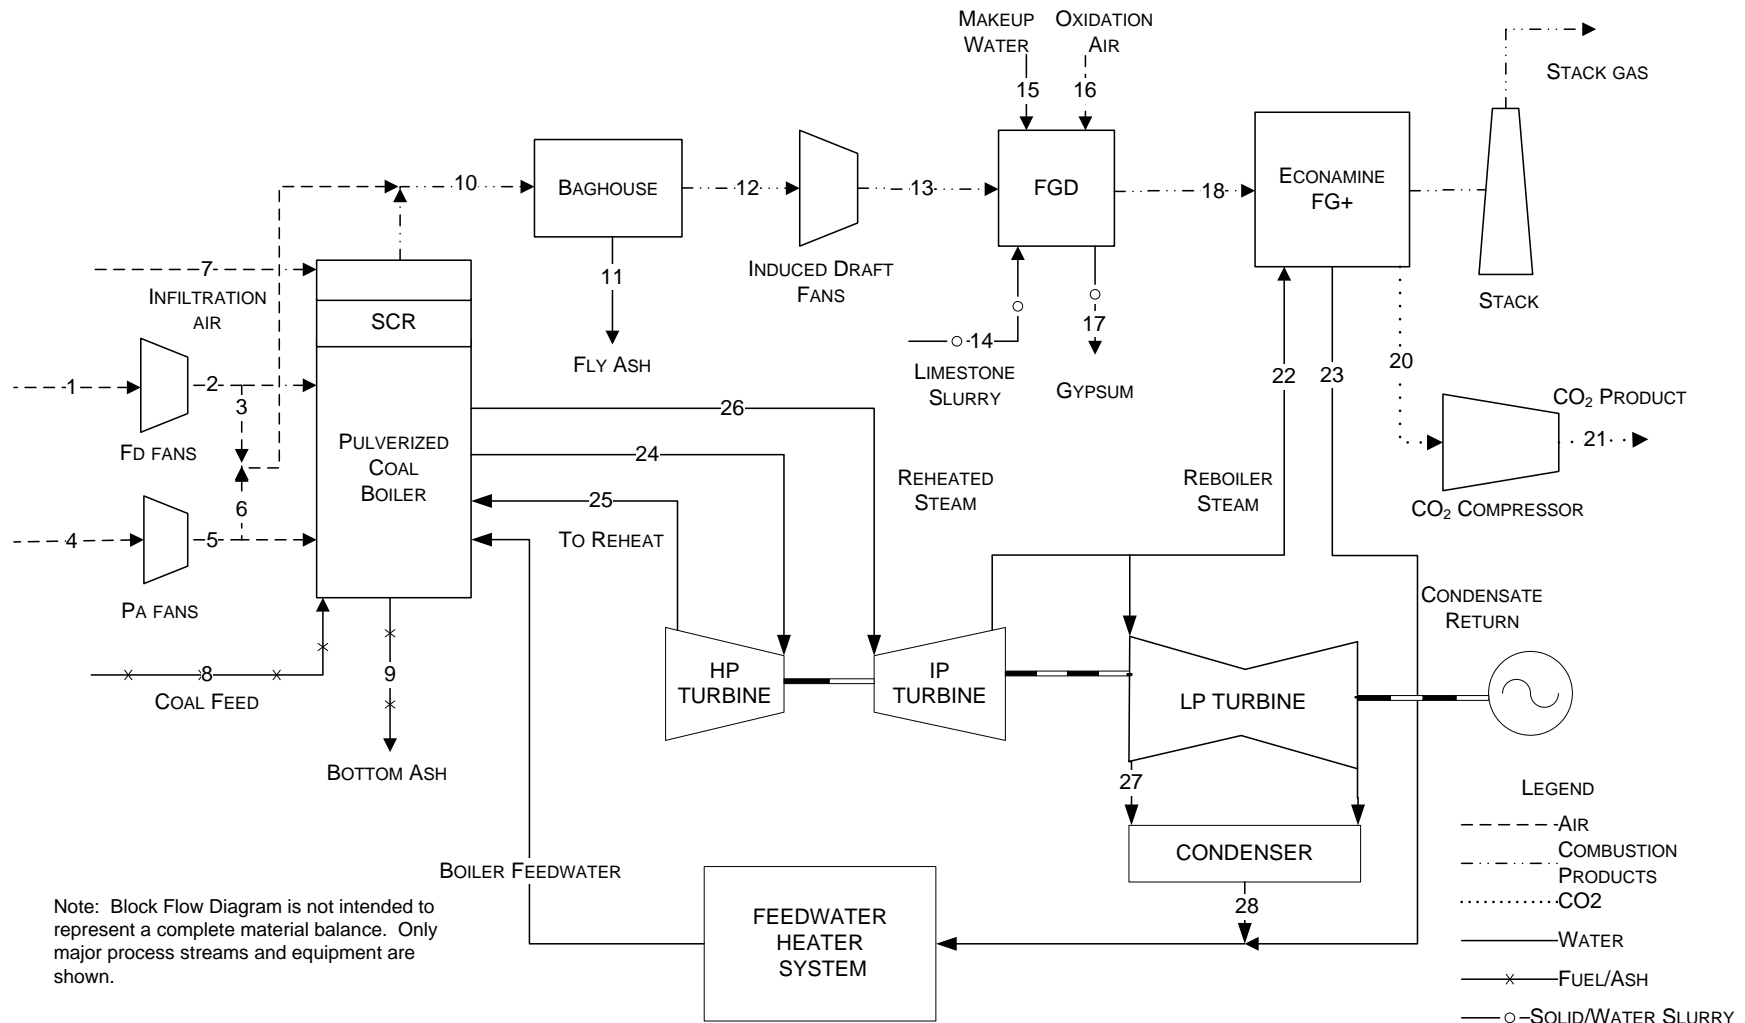 MAKEUP
WATER
OXIDATION
AIR
15
16
STACK GAS
10
BAGHOUSE
12
13
FGD
18
ECONAMINE
FG+
11
7
INFILTRATION
AIR
SCR
INDUCED DRAFT
FANS
STACK
17
14
FLY ASH
LIMESTONE
SLURRY
GYPSUM
22
23
20
1
2
3
FD FANS
26
CO2 PRODUCT
21
PULVERIZED
COAL
BOILER
24
REHEATED
STEAM
REBOILER
STEAM
CO2 COMPRESSOR
25
6
4
5
TO REHEAT
PA FANS
CONDENSATE
RETURN
8
COAL FEED
9
HP
TURBINE
IP
TURBINE
LP TURBINE
BOTTOM ASH
27
LEGEND
AIR
COMBUSTION
PRODUCTS
CO2
WATER
FUEL/ASH
SOLID/WATER SLURRY
CONDENSER
28
BOILER FEEDWATER
FEEDWATER
HEATER
SYSTEM
Note: Block Flow Diagram is not intended to
represent a complete material balance. Only
major process streams and equipment are
shown.